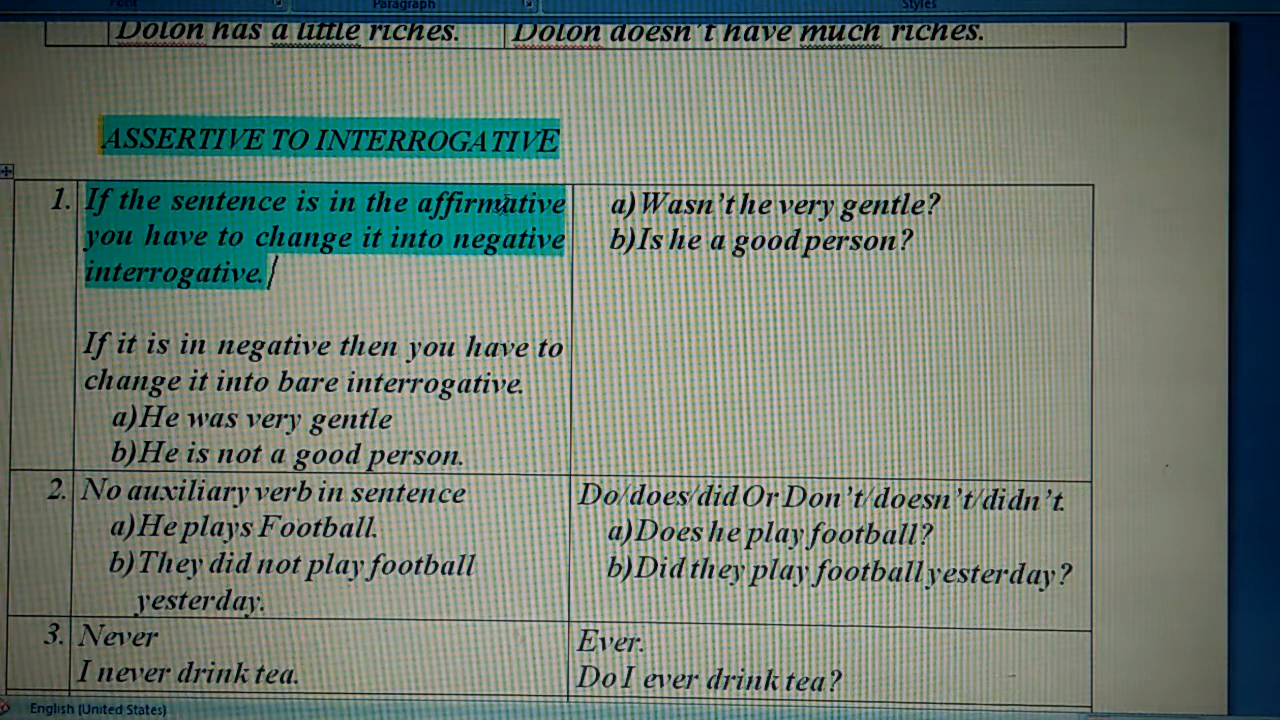 Font Paragraph Styles
Dolon has a little riches. Dolon doesn't have much riches.
ASSERTIVE TO INTERROGATIVE
1. If the sentence is in the affirmative
you have to change it into negative
interrogative.
If it is in negative then you have to
change it into bare interrogative.
a)He was very gentle
b)He is not a good person.
a)Wasn't he very gentle?
b)Is he a good person?
2. No auxiliary verb in sentence
a)He plays Football.
b)They did not play football
yesterday.
Do/does/did Or Don't/doesn't/didn't.
a)Does he play football?
b)Did they play football yesterday?
3. Never
I never drink tea.
Ever.
Do I ever drink tea?
English (United States)